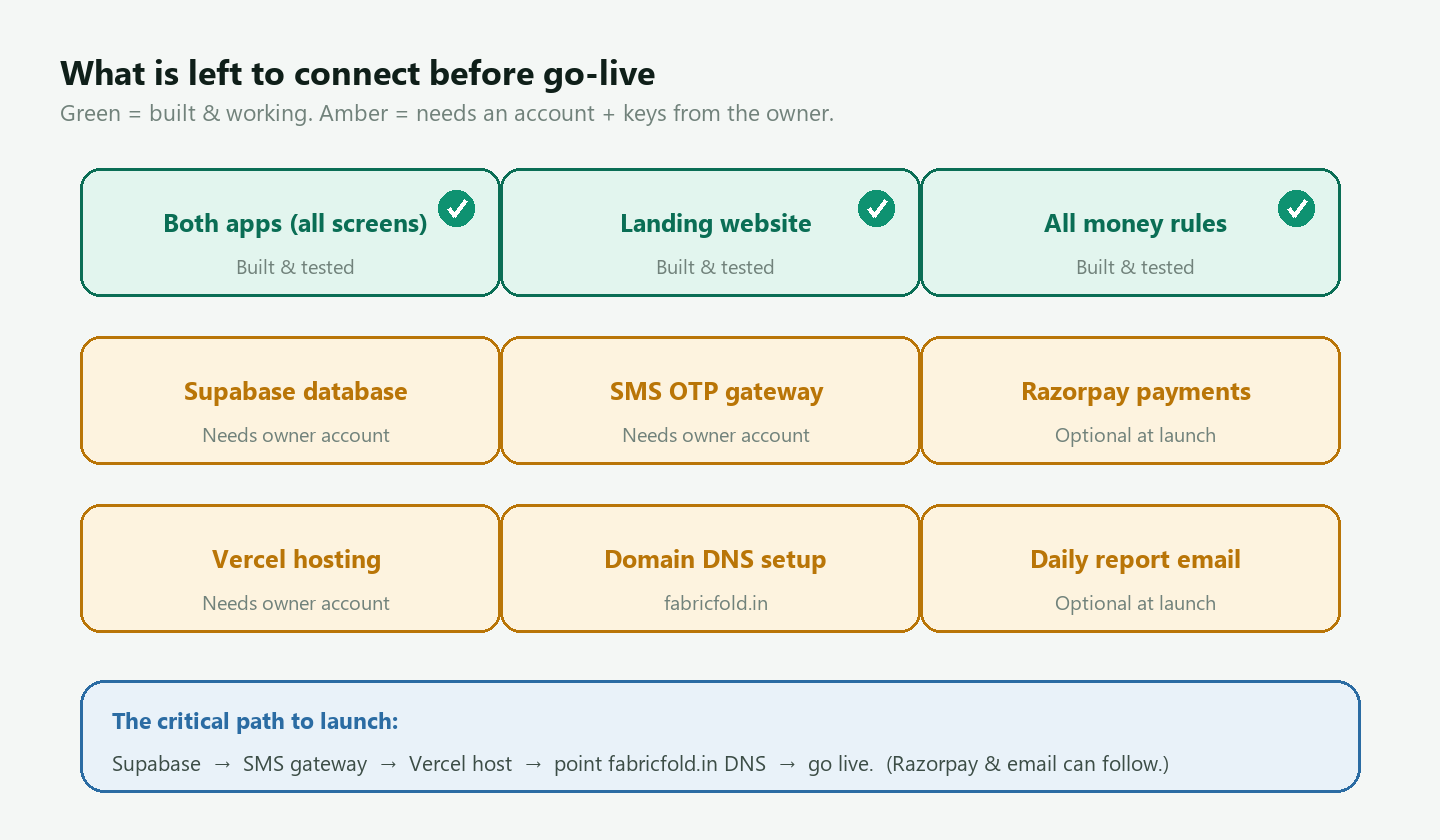 What is left to connect before go-live
Green = built & working. Amber = needs an account + keys from the owner.
Both apps (all screens)
Built & tested
Landing website
Built & tested
All money rules
Built & tested
Supabase database
Needs owner account
SMS OTP gateway
Needs owner account
Razorpay payments
Optional at launch
Vercel hosting
Needs owner account
Domain DNS setup
fabricfold.in
Daily report email
Optional at launch
The critical path to launch:
Supabase → SMS gateway → Vercel host → point fabricfold.in DNS → go live. (Razorpay & email can follow.)